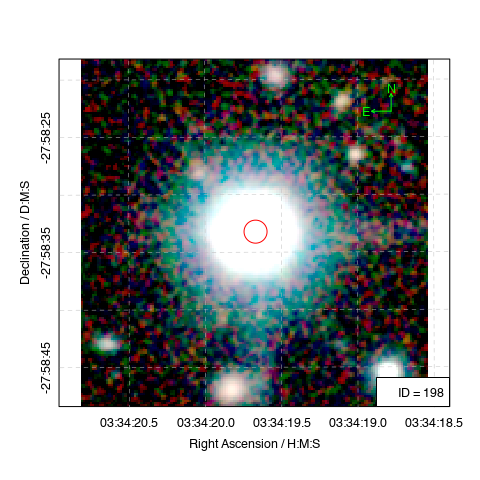 N
E
-27:58:25
-27:58:35
-27:58:45
Declination / D:M:S
ID = 198
03:34:20.5 03:34:20.0 03:34:19.5 03:34:19.0 03:34:18.5
Right Ascension / H:M:S